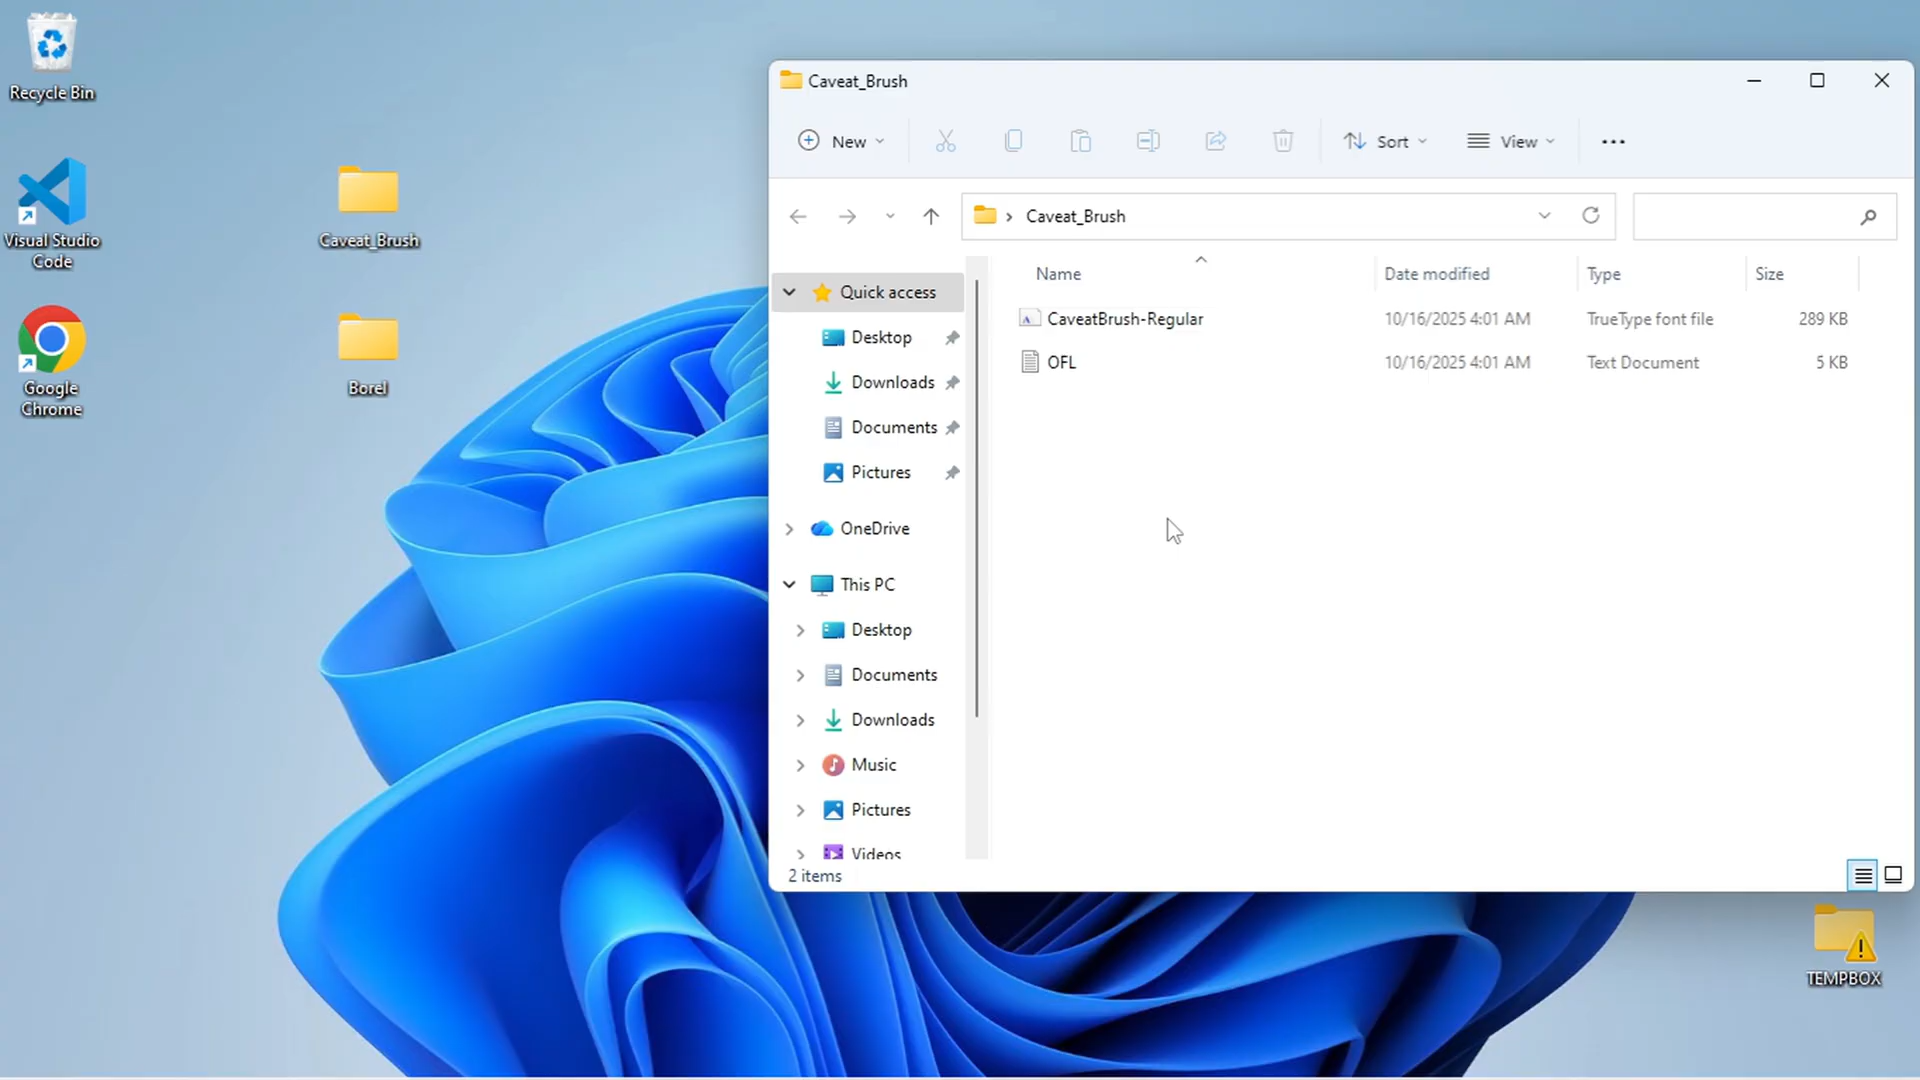 Recycle Bin
Visual Studio
Code
Google
Chrome
Caveat_Brush
Borel
Caveat_Brush
New
Sort
View
Caveat_Brush
Name
Date modified
Type
Size
CaveatBrush-Regular
10/16/2025 4:01 AM
TrueType font file
289 KB
OFL
10/16/2025 4:01 AM
Text Document
5 KB
Quick access
Desktop
Downloads
Documents
Pictures
OneDrive
This PC
Desktop
Documents
Downloads
Music
Pictures
Videos
2 items
TEMPBOX